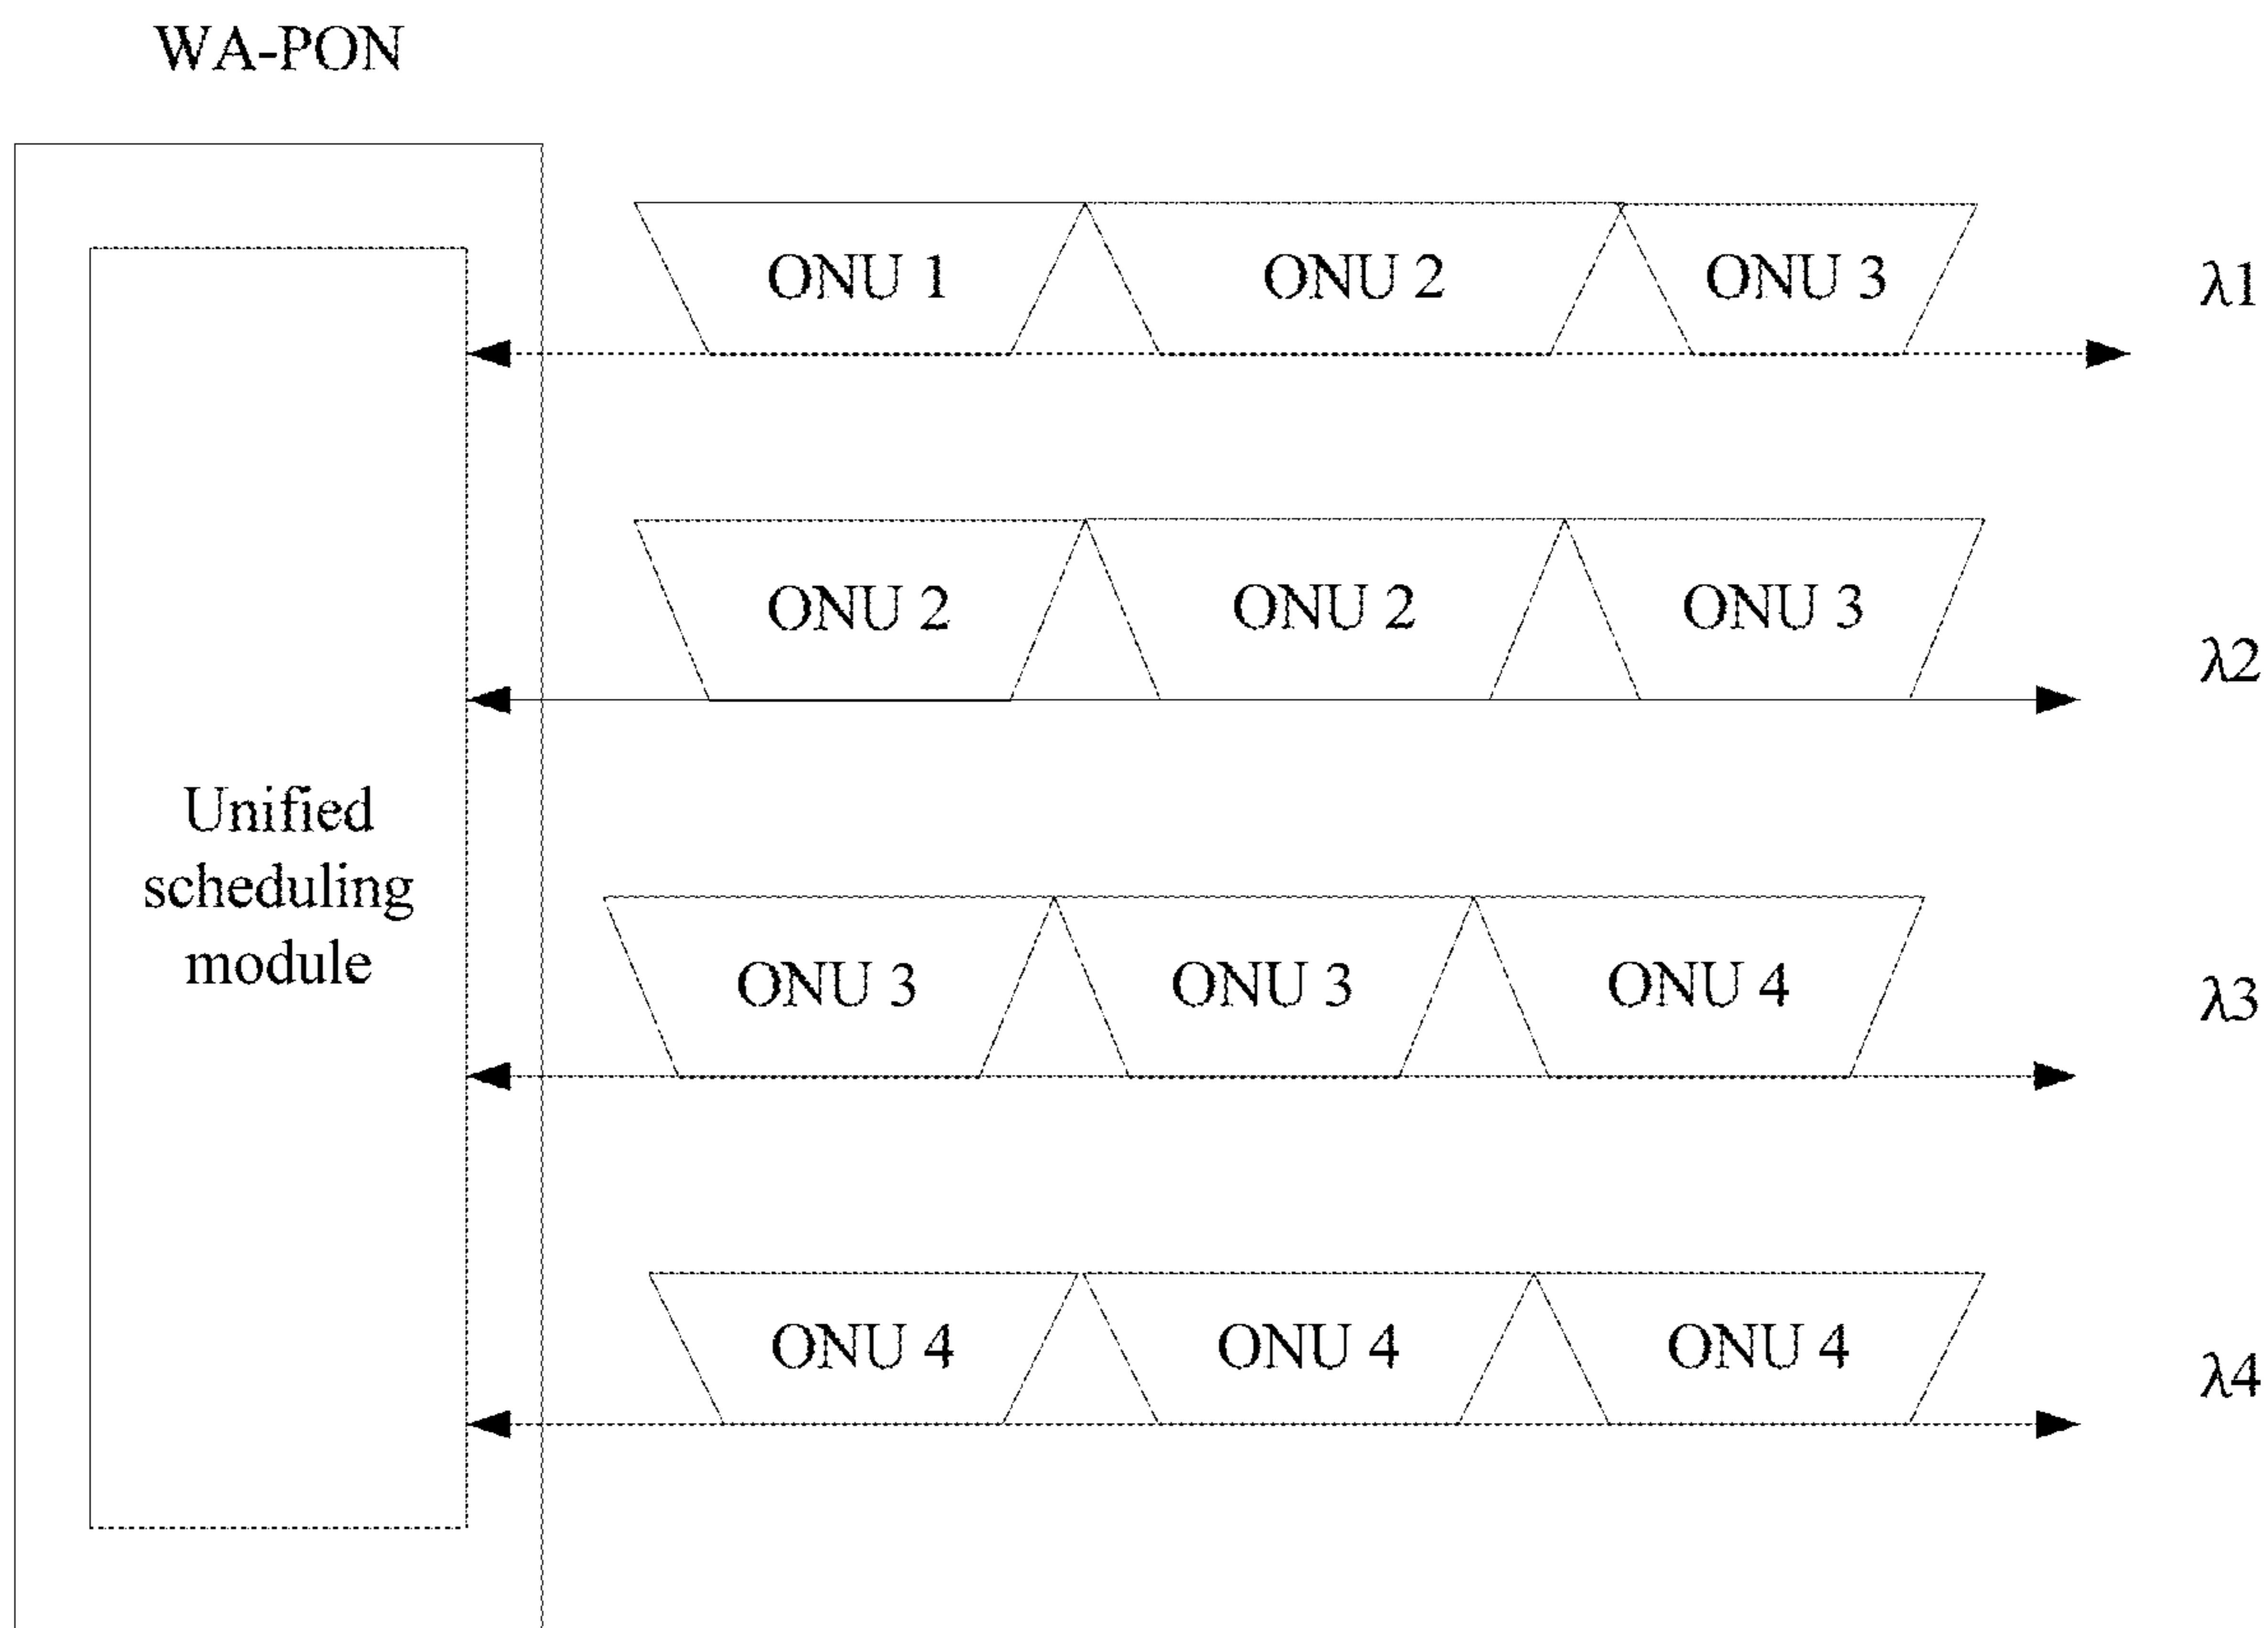 WA-PON
ONU 1 ONU 2 ONU 3 λ1
ONU 2 ONU 2 ONU 3 λ2
Unified
scheduling
module
ONU 3 ONU 3 ONU 4 λ3
ONU 4 ONU 4 ONU 4 λ4